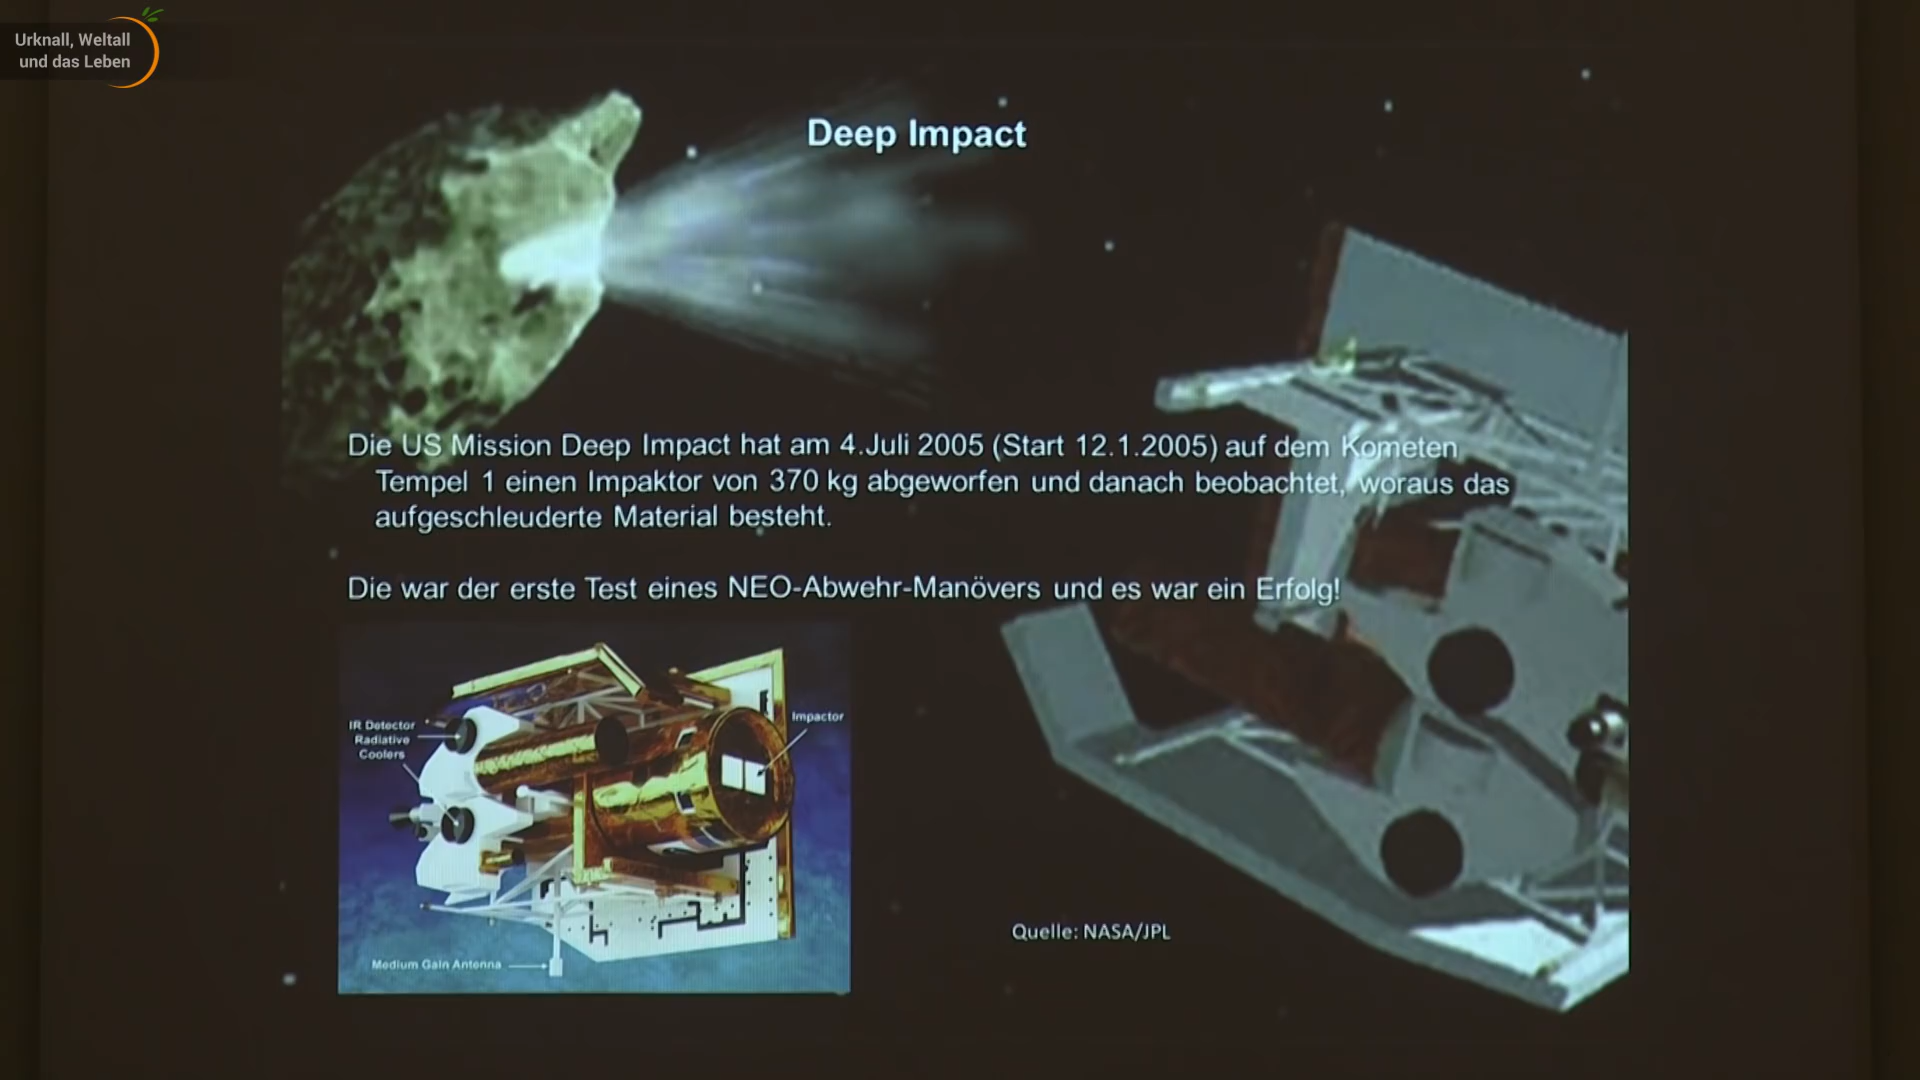 Urknall, Weltall
und das Leben
Deep Impact
Die US Mission Deep Impact hat am 4.Juli 2005 (Start 12.1.2005) auf dem Kometen
Tempel 1 einen Impaktor von 370 kg abgeworfen und danach beobachtet, woraus das
aufgeschleuderte Material besteht.
Die war der erste Test eines NEO-Abwehr-Manövers und es war ein Erfolg!
IR Detector
Radiative
Coolers
Impactor
Medium Gain Antenna
Quelle: NASA/JPL